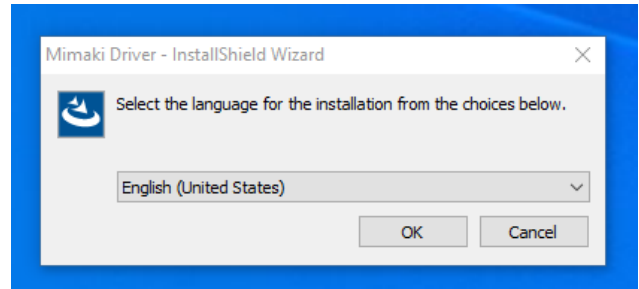 Mimaki Driver - InstallShield Wizard
Select the language for the installation from the choices below.
English (United States)
OK
Cancel